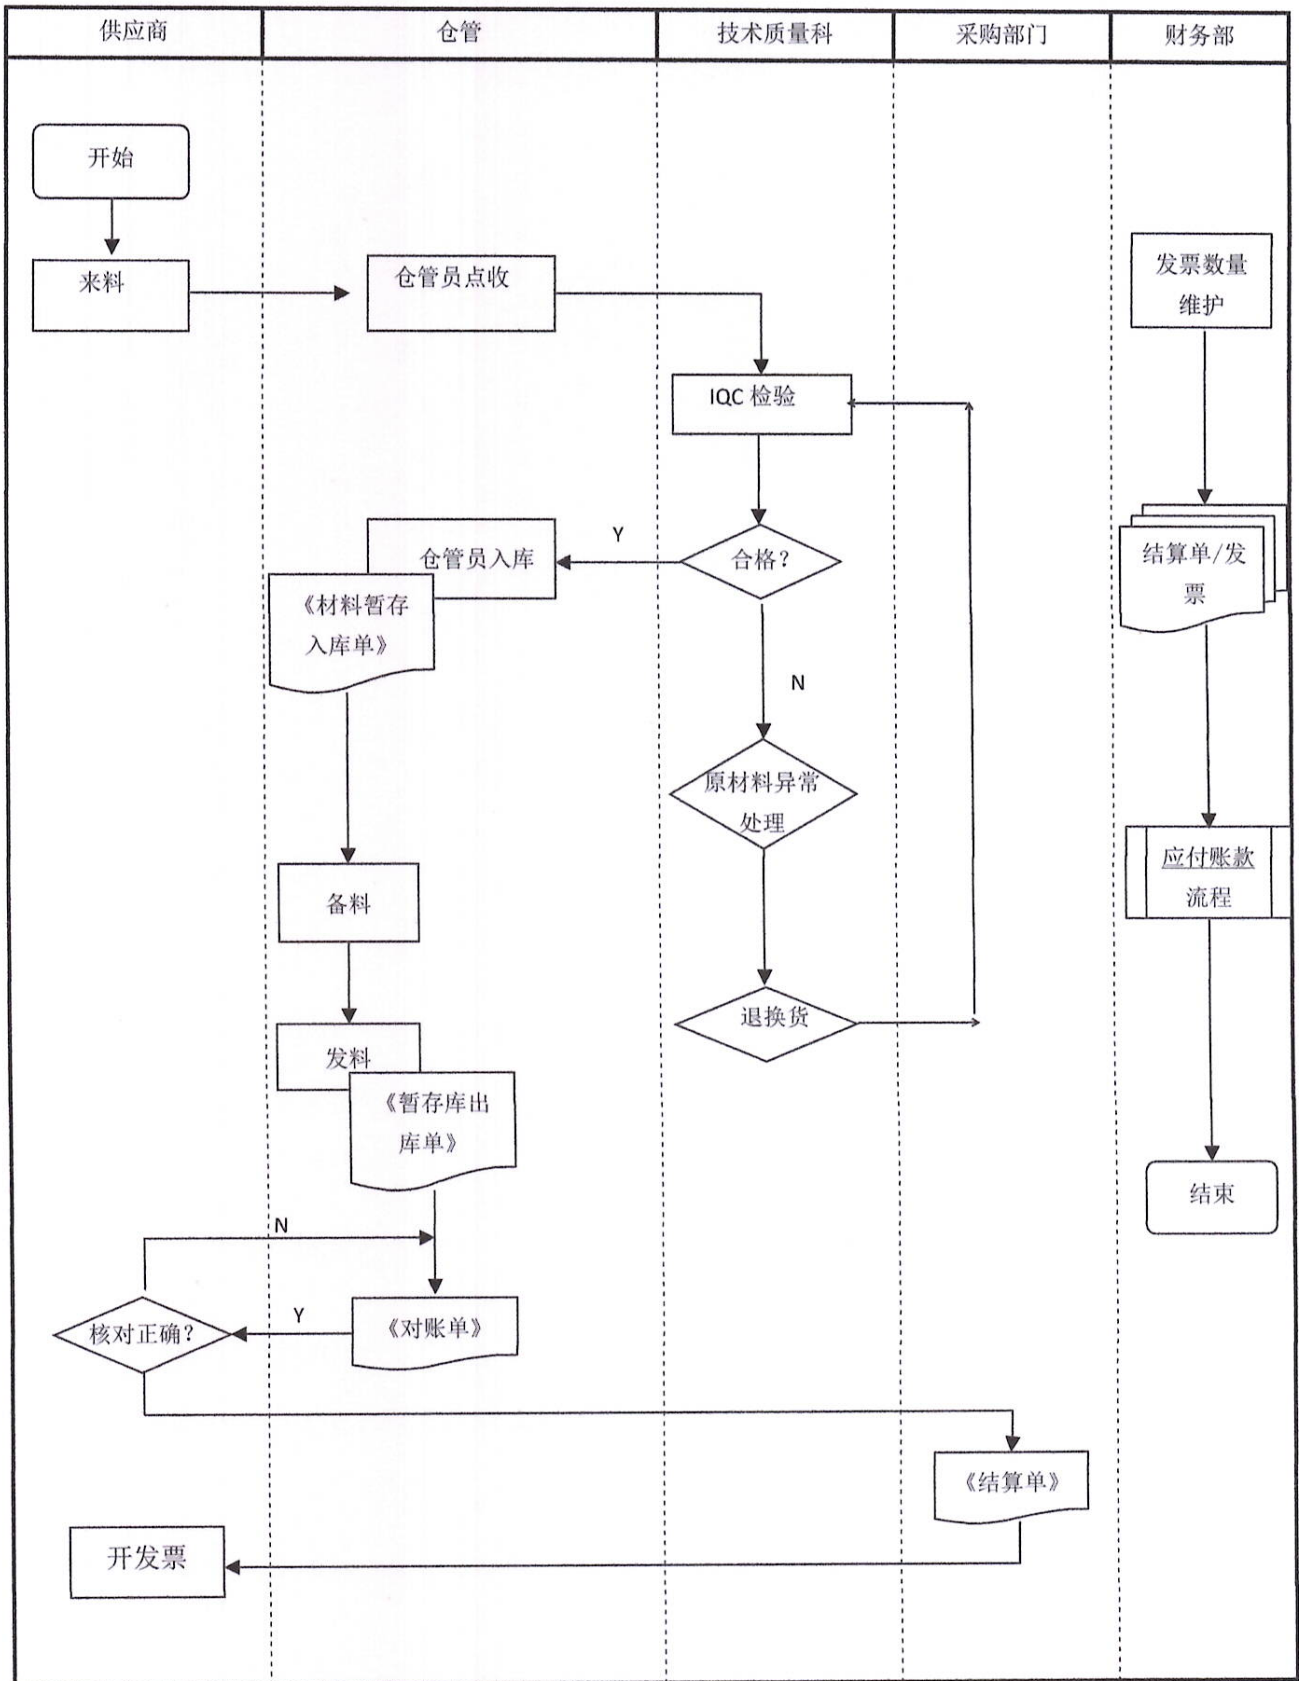 供应商
仓管
技术质量科
采购部门
财务部
开始
来料
仓管员点收
发票数量
维护
IQC 检验
仓管员入库
Y
合格？
结算单/发
票
《材料暂存
入库单》
N
原材料异常
处理
应付账款
流程
备料
退换货
发料
《暂存库出
库单》
结束
N
核对正确？
Y
《对账单》
《结算单》
开发票